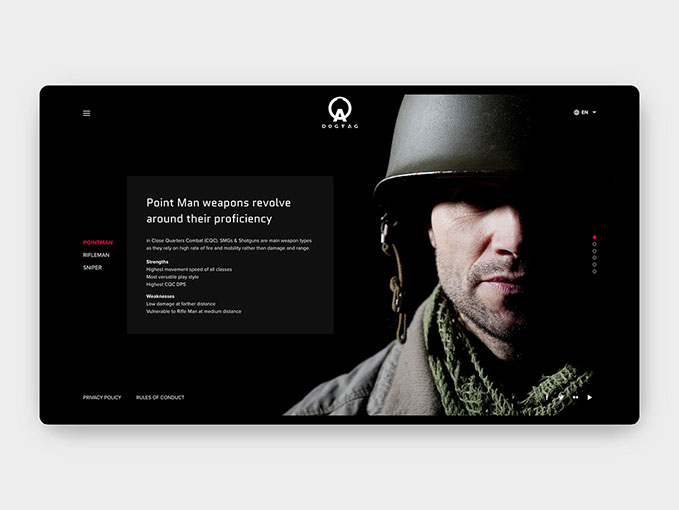 DOGTAG
EN
Point Man weapons revolve
around their proficiency
in Close Quarters Combat (CQC). SMGs & Shotguns are main weapon types
as they rely on high rate of fire and mobility rather than damage and range.
Strengths
Highest movement speed of all classes
Most versatile play style
Highest CQC DPS
Weaknesses
Low damage at farther distance
Vulnerable to Rifle Man at medium distance
POINTMAN
RIFLEMAN
SNIPER
PRIVACY POLICY
RULES OF CONDUCT